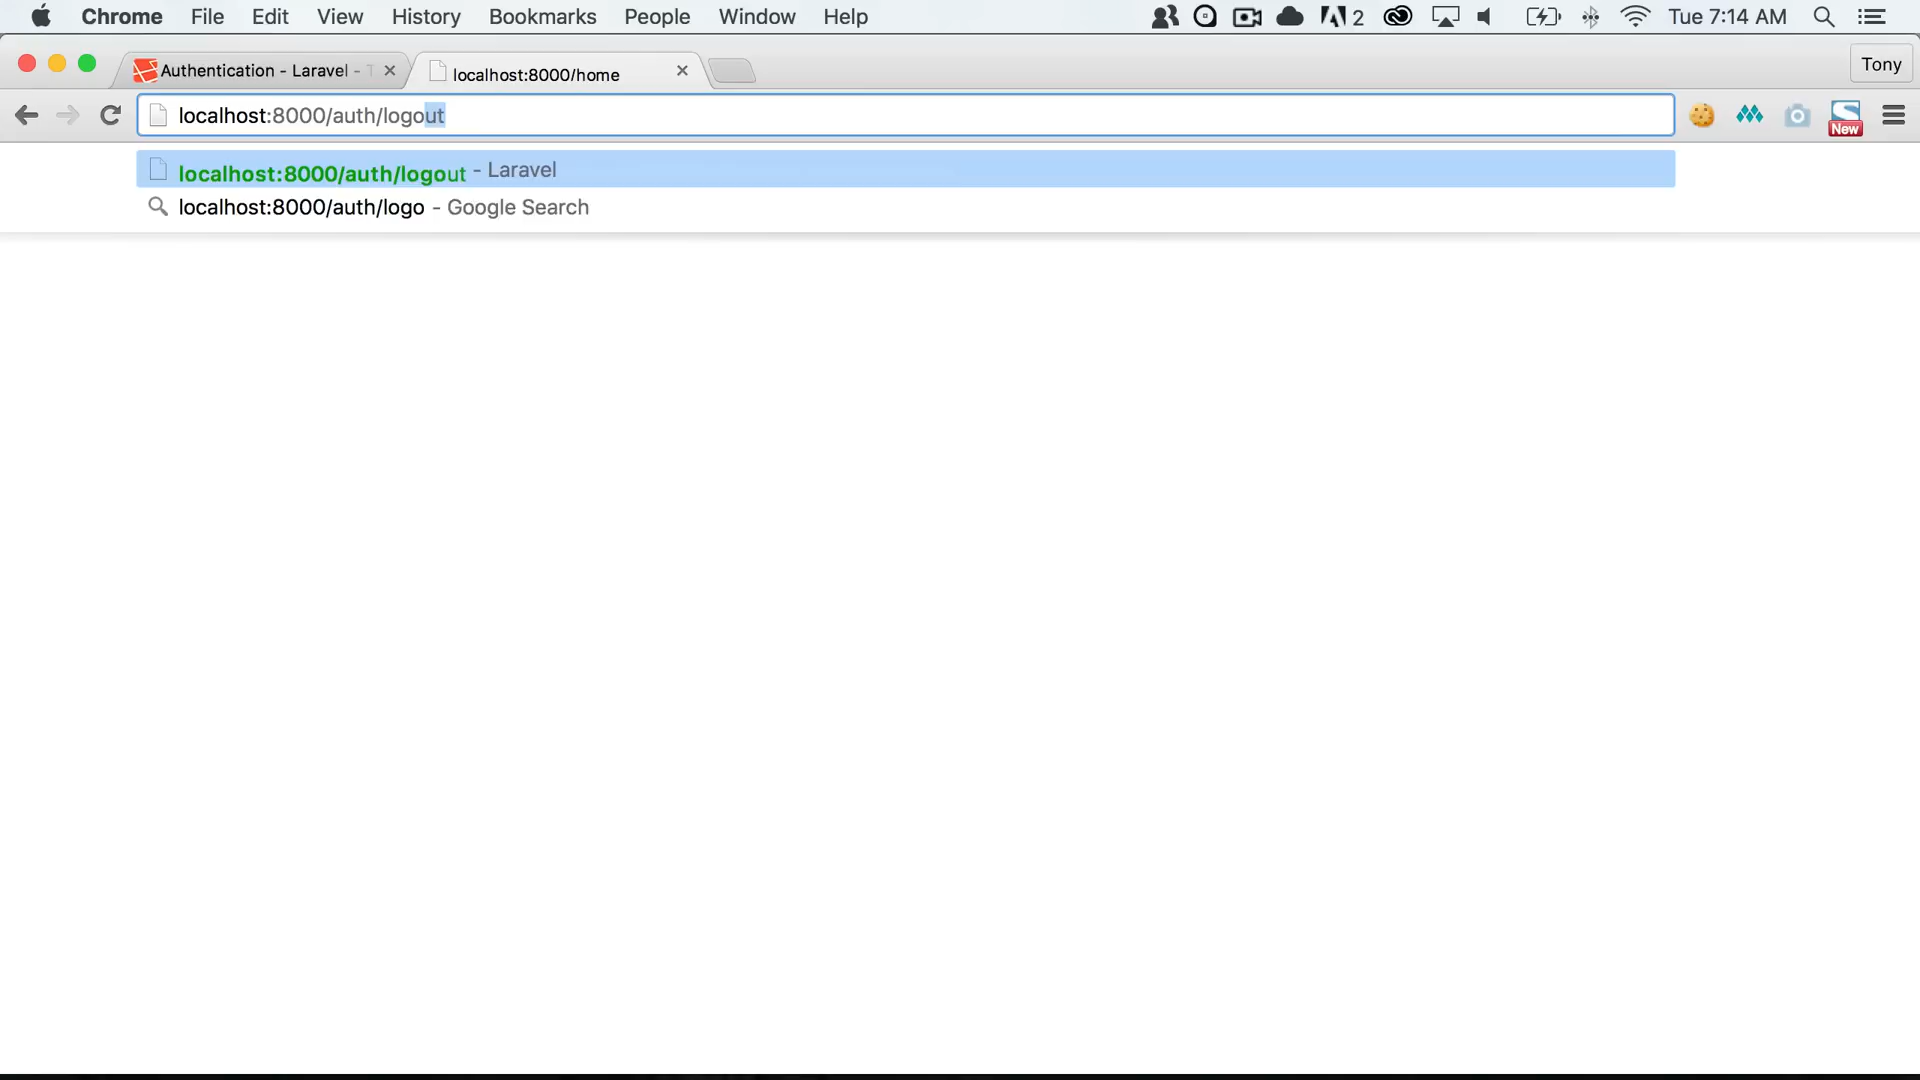 Chrome File Edit View History Bookmarks People Window Help 2 Tue 7:14 AM
Authentication - Laravel - localhost:8000/home Tony
localhost:8000/auth/logout
New
localhost:8000/auth/logout - Laravel
localhost:8000/auth/logo - Google Search